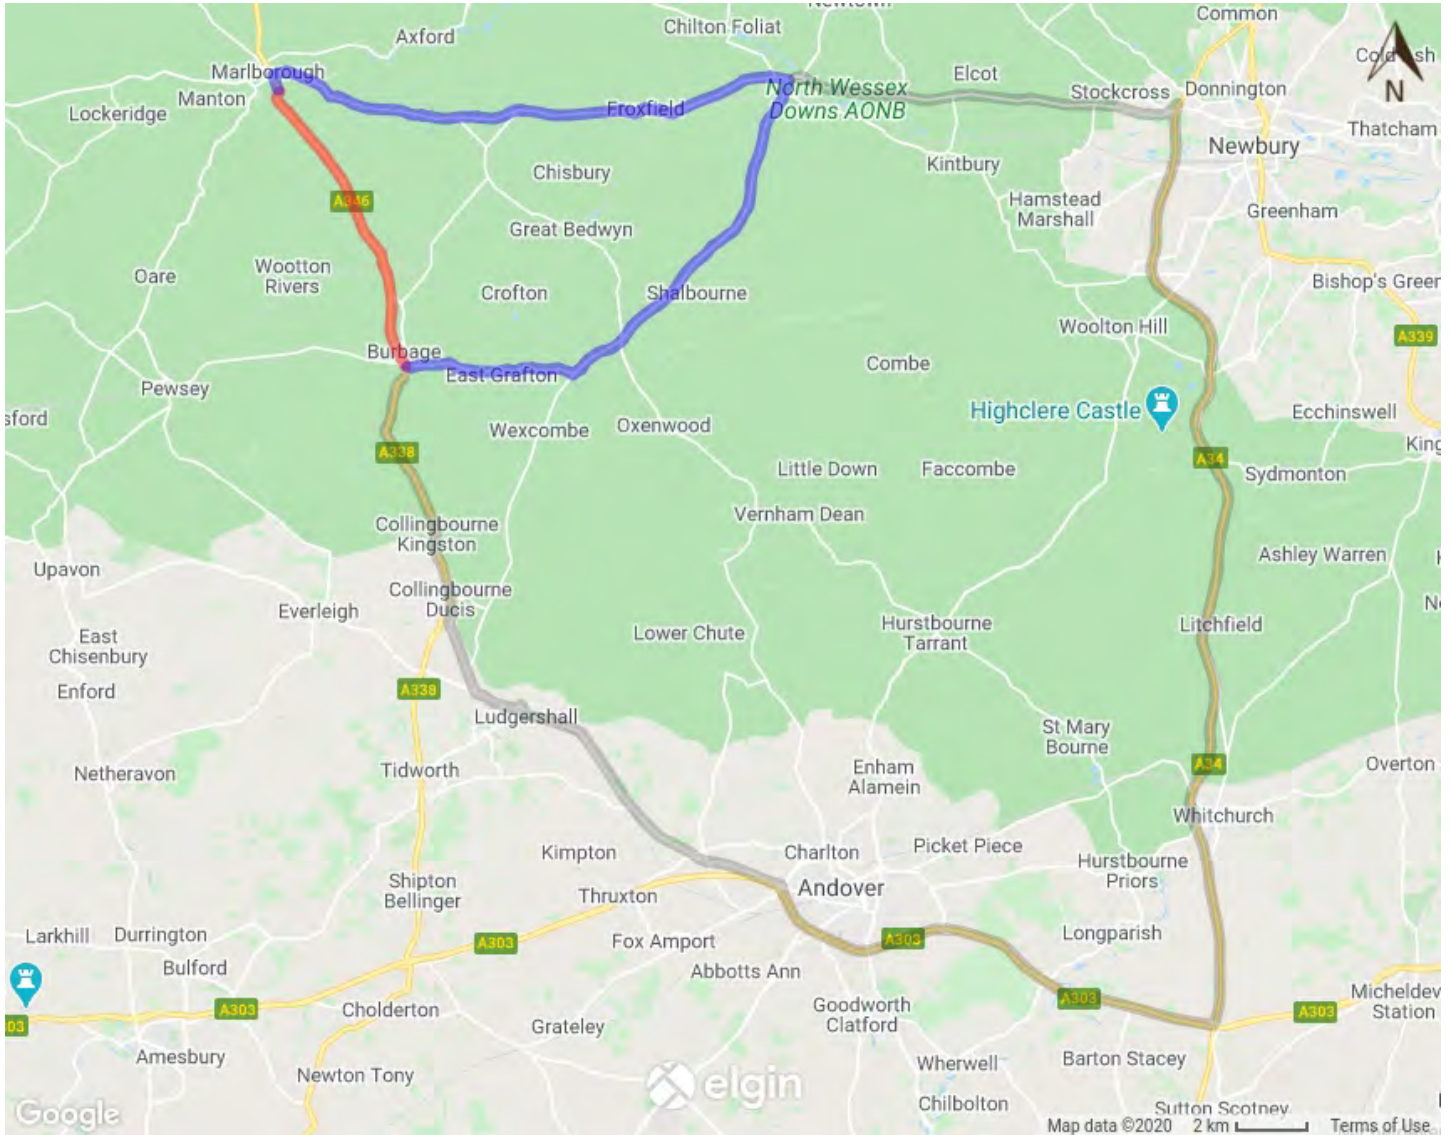 Newtown
Common
Chilton Foliat
Axford
Marlborough
Manton
Lockeridge
North Wessex
Downs AONB
Elcot
Stockcross
Donnington
N
Froxfield
Thatcham
Newbury
Kintbury
Chisbury
A346
Hamstead
Marshall
Greenham
Great Bedwyn
Oare
Wootton
Rivers
Crofton
Shalbourne
Bishop's Green
Woolton Hill
A339
Burbage
East Grafton
Combe
Pewsey
Highclere Castle
Ecchinswell
sford
Wexcombe
Oxenwood
King
A338
Little Down
Faccombe
A34
Sydmonton
Vernham Dean
Collingbourne
Kingston
Upavon
Ashley Warren
Collingbourne
Ducis
Everleigh
Lower Chute
Hurstbourne
Tarrant
Litchfield
East
Chisenbury
Enford
A338
Ludgershall
St Mary
Bourne
Netheravon
Tidworth
Enham
Alamein
A34
Overton
Whitchurch
Kimpton
Charlton
Picket Piece
Hurstbourne
Priors
Andover
Shipton
Bellinger
Thruxton
Larkhill
Durrington
A303
Fox Amport
A303
Longparish
Bulford
Abbotts Ann
A303
Cholderton
A303
Goodworth
Clatford
A303
Micheldev
Station
03
Grateley
Amesbury
Wherwell
Barton Stacey
Newton Tony
elgin
Chilbolton
Sutton Scotney
Google
Map data ©2020 2 km Terms of Use